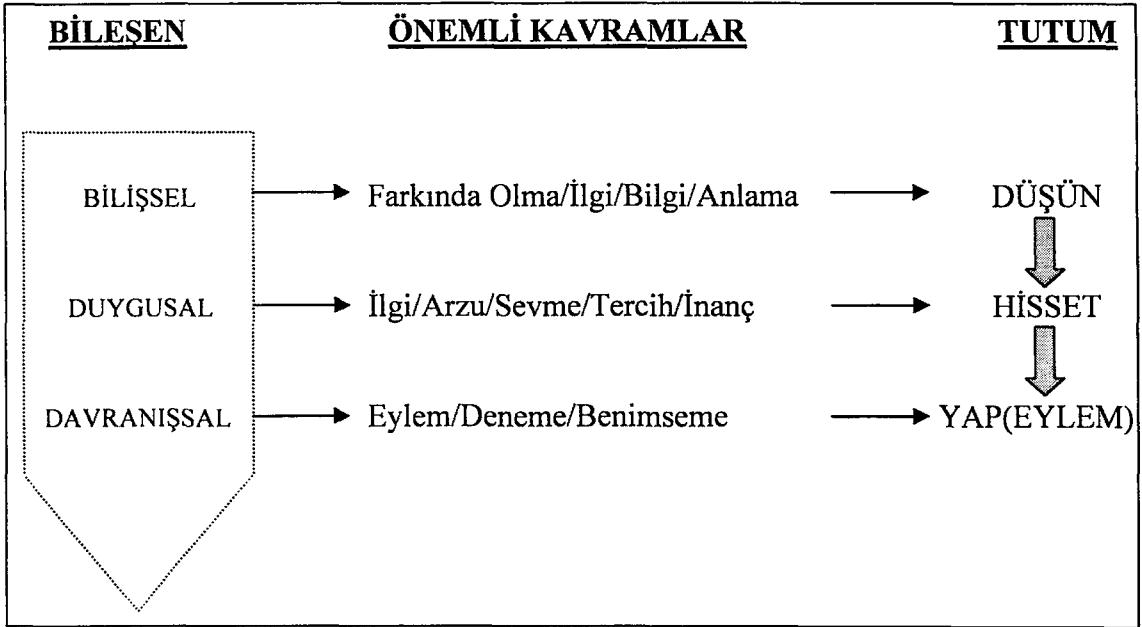 BİLEŞEN ÖNEMLİ KAVRAMLAR TUTUM
BİLİŞSEL Farkında Olma/İlgi/Bilgi/Anlama DÜŞÜN
DUYGUSAL İlgi/Arzu/Sevme/Tercih/İnanç HİSSET
DAVRANIŞSAL Eylem/Deneme/Benimseme YAP(EYLEM)